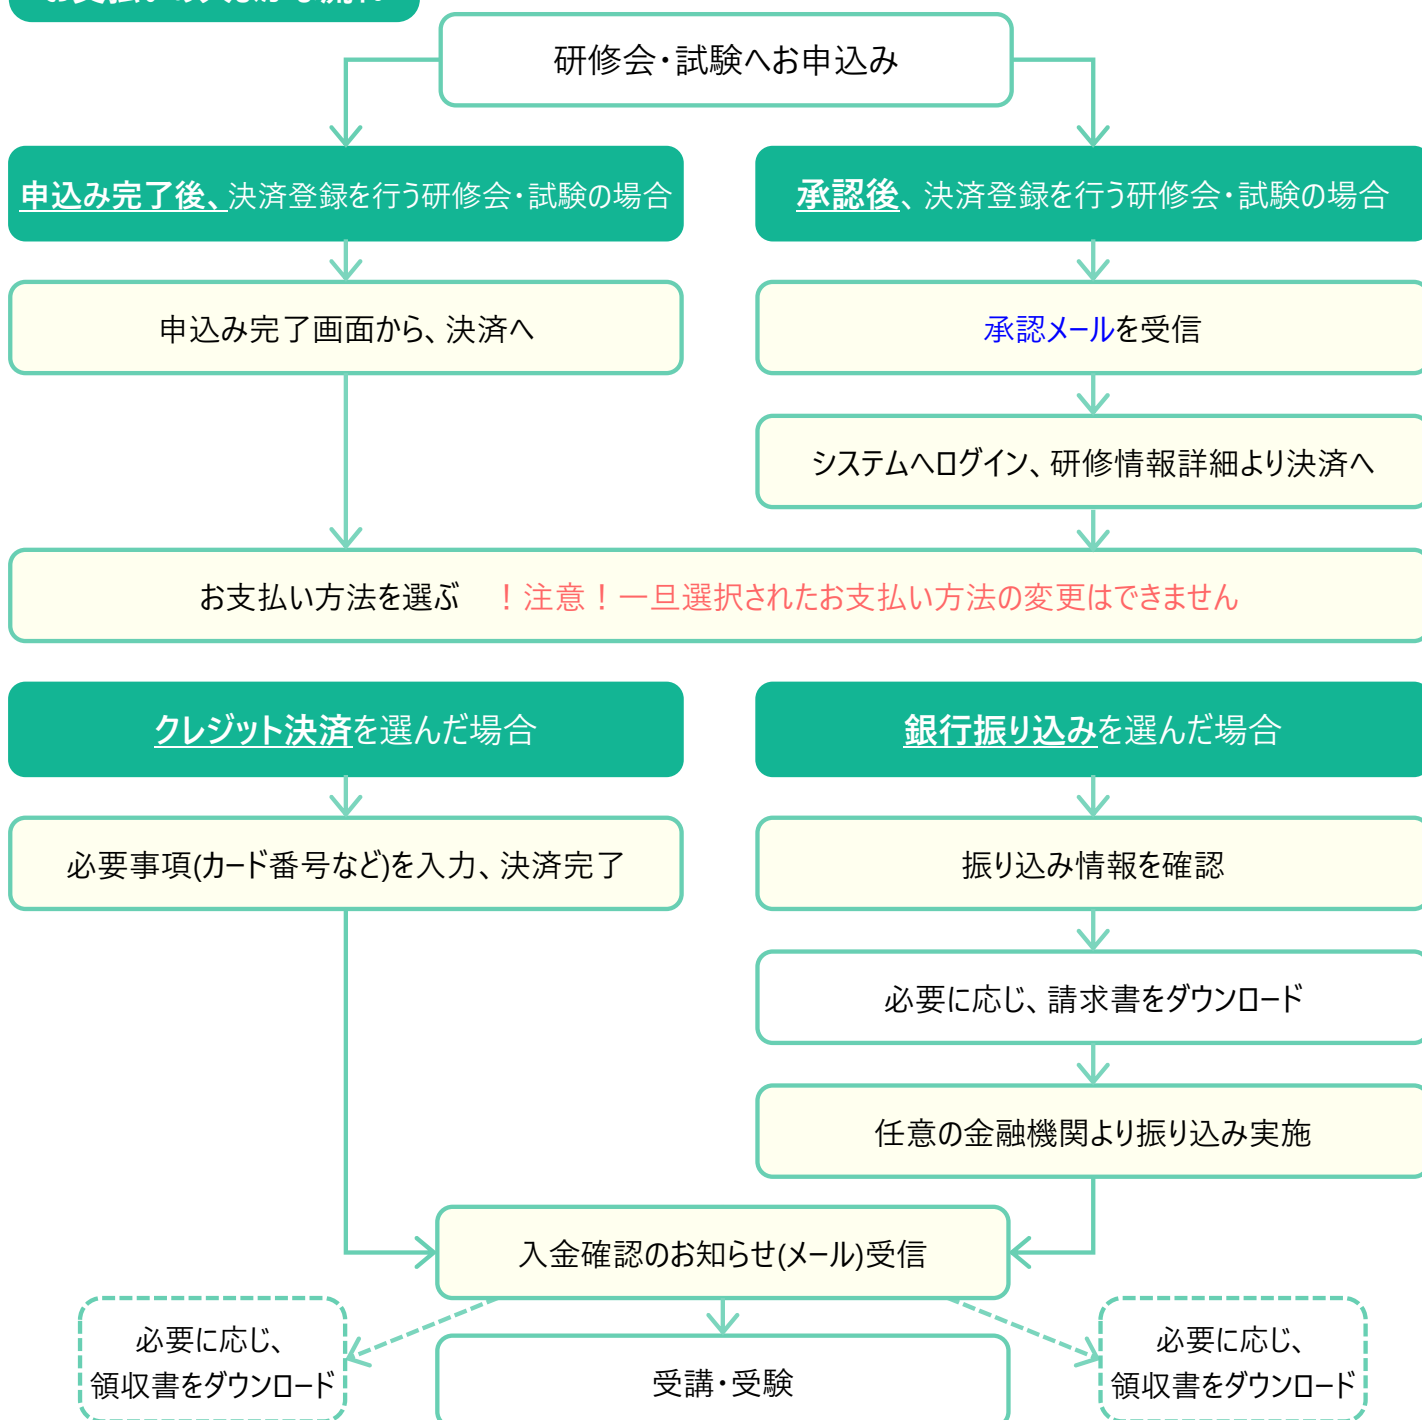 研修会・試験へお申込み
申込み完了後、決済登録を行う研修会・試験の場合
承認後、決済登録を行う研修会・試験の場合
申込み完了画面から、決済へ
承認メールを受信
システムへログイン、研修情報詳細より決済へ
お支払い方法を選ぶ　！注意！一旦選択されたお支払い方法の変更はできません
クレジット決済を選んだ場合
銀行振り込みを選んだ場合
必要事項(カード番号など)を入力、決済完了
振り込み情報を確認
必要に応じ、請求書をダウンロード
任意の金融機関より振り込み実施
入金確認のお知らせ(メール)受信
必要に応じ、
領収書をダウンロード
受講・受験
必要に応じ、
領収書をダウンロード